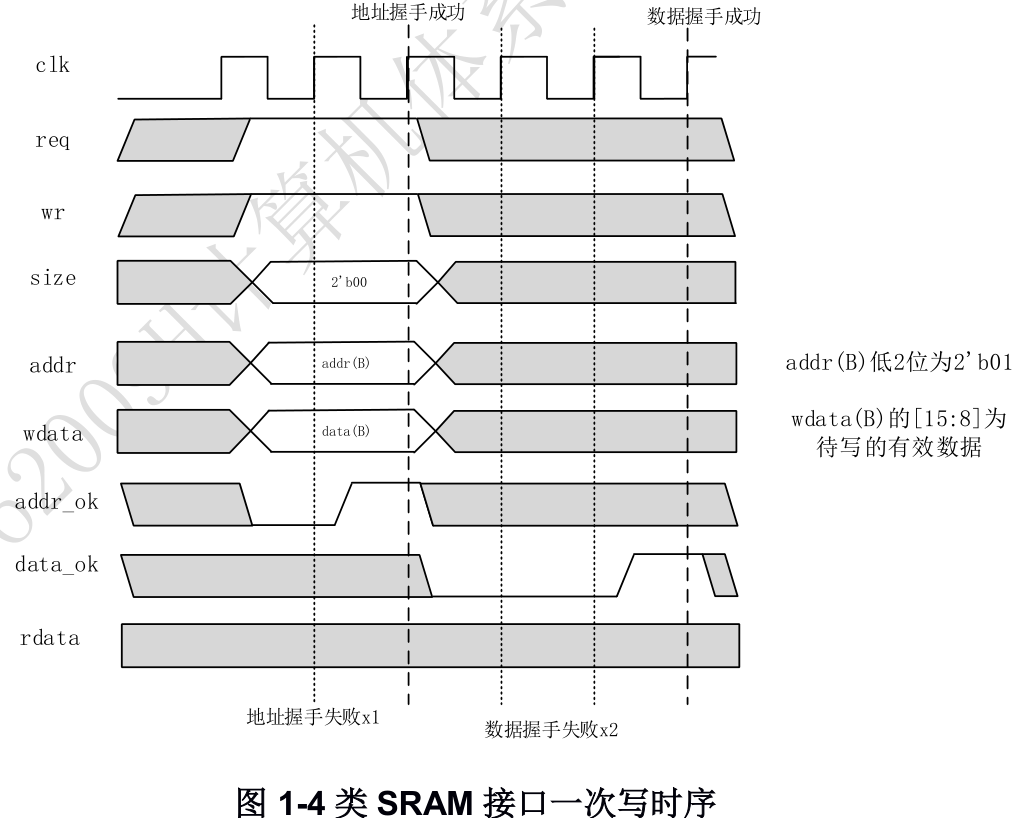 地址握手成功
数据握手成功
clk
req
wr
size
2'b00
addr
addr(B)
addr(B)低2位为2'b01
wdata
data(B)
wdata(B)的[15:8]为
待写的有效数据
addr_ok
data_ok
rdata
地址握手失败x1
数据握手失败x2
图 1-4 类 SRAM 接口一次写时序